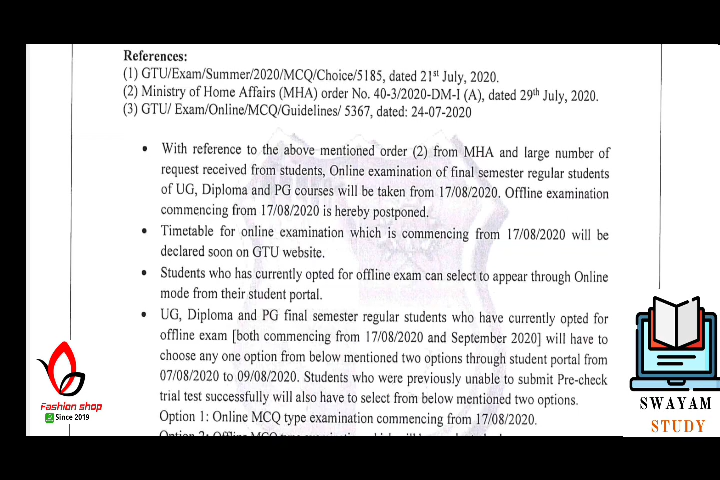 References:
(1) GTU/Exam/Summer/2020/MCQ/Choice/5185, dated 21st July, 2020.
(2) Ministry of Home Affairs (MHA) order No. 40-3/2020-DM-I (A), dated 29th July, 2020.
(3) GTU/ Exam/Online/MCQ/Guidelines/ 5367, dated: 24-07-2020
• With reference to the above mentioned order (2) from MHA and large number of
request received from students, Online examination of final semester regular students
of UG, Diploma and PG courses will be taken from 17/08/2020. Offline examination
commencing from 17/08/2020 is hereby postponed.
• Timetable for online examination which is commencing from 17/08/2020 will be
declared soon on GTU website.
• Students who has currently opted for offline exam can select to appear through Online
mode from their student portal.
• UG, Diploma and PG final semester regular students who have currently opted for
offline exam [both commencing from 17/08/2020 and September 2020] will have to
choose any one option from below mentioned two options through student portal from
07/08/2020 to 09/08/2020. Students who were previously unable to submit Pre-check
trial test successfully will also have to select from below mentioned two options.
Option 1: Online MCQ type examination commencing from 17/08/2020.
Fashion shop
Since 2019
SWAYAM
STUDY